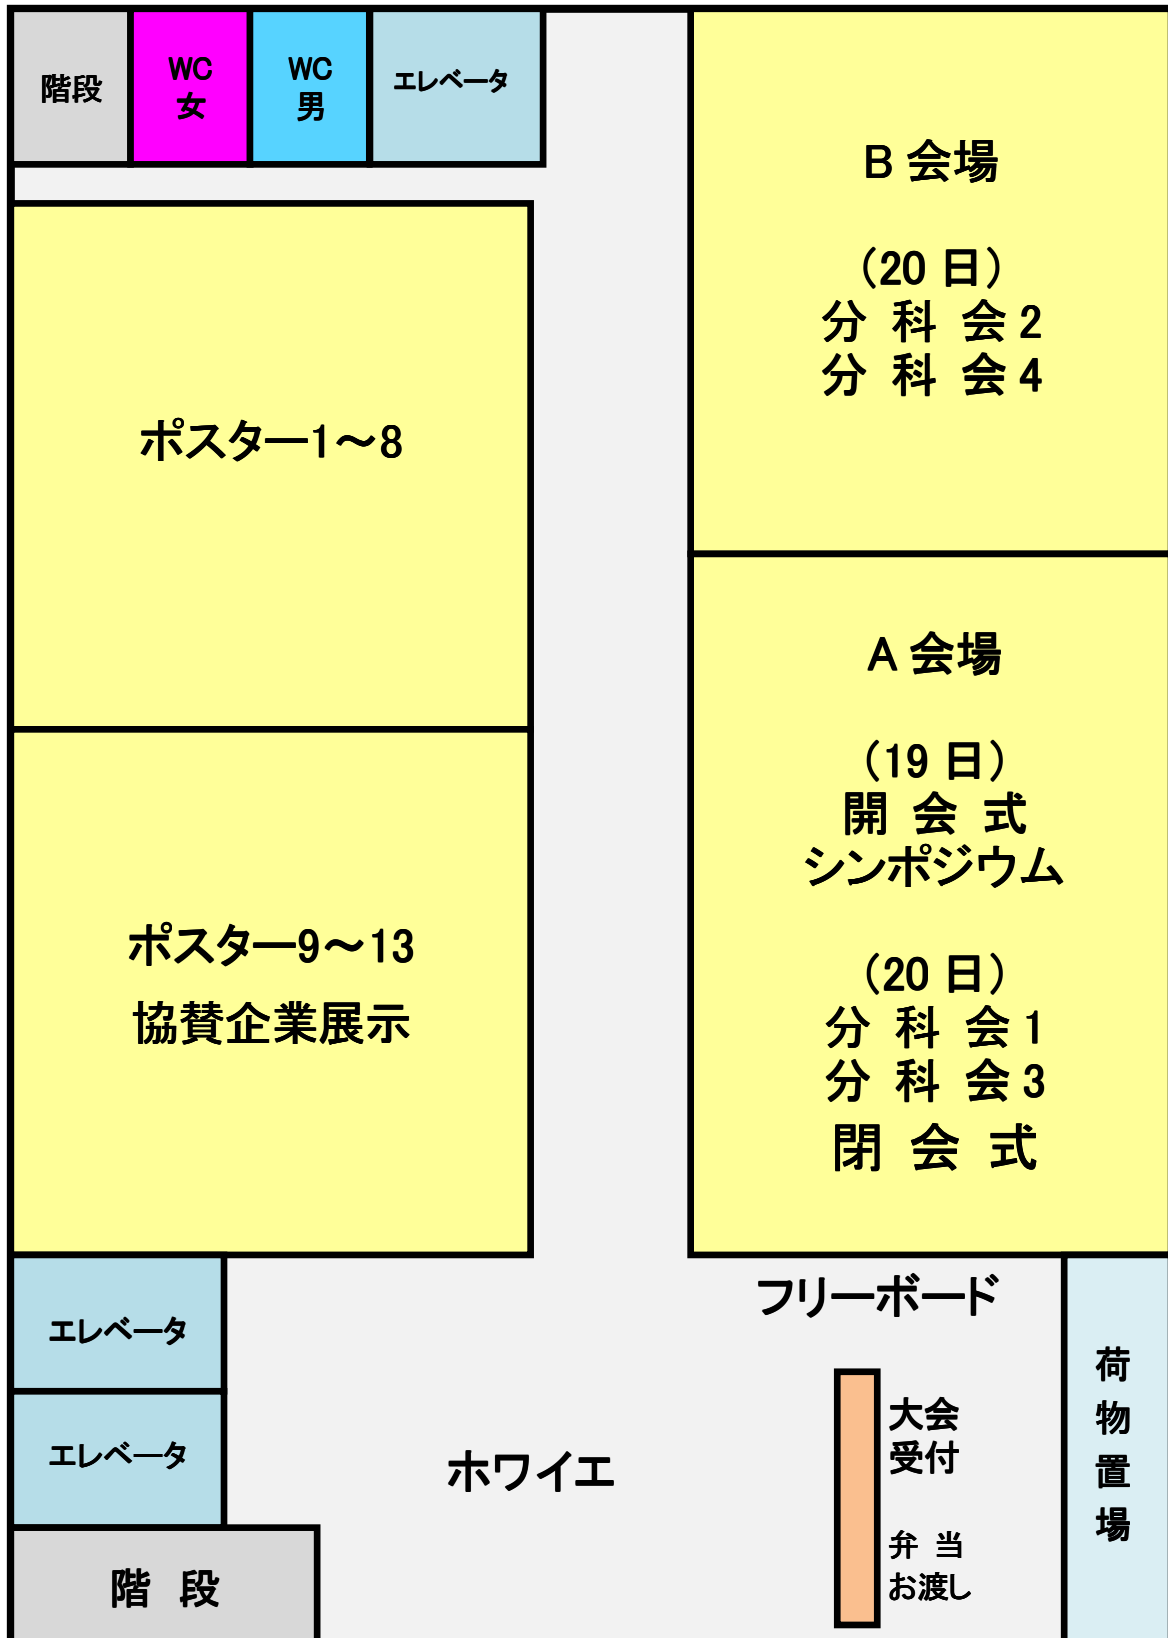 階段
WC
女
WC
男
エレベータ
B 会場
（20 日）
分 科 会 2
分 科 会 4
ポスター1～8
A 会場
（19 日）
開 会 式
シンポジウム
（20 日）
分 科 会 1
分 科 会 3
閉 会 式
ポスター9～13
協賛企業展示
エレベータ
エレベータ
階 段
ホワイエ
フリーボード
大会
受付
弁 当
お渡し
荷
物
置
場